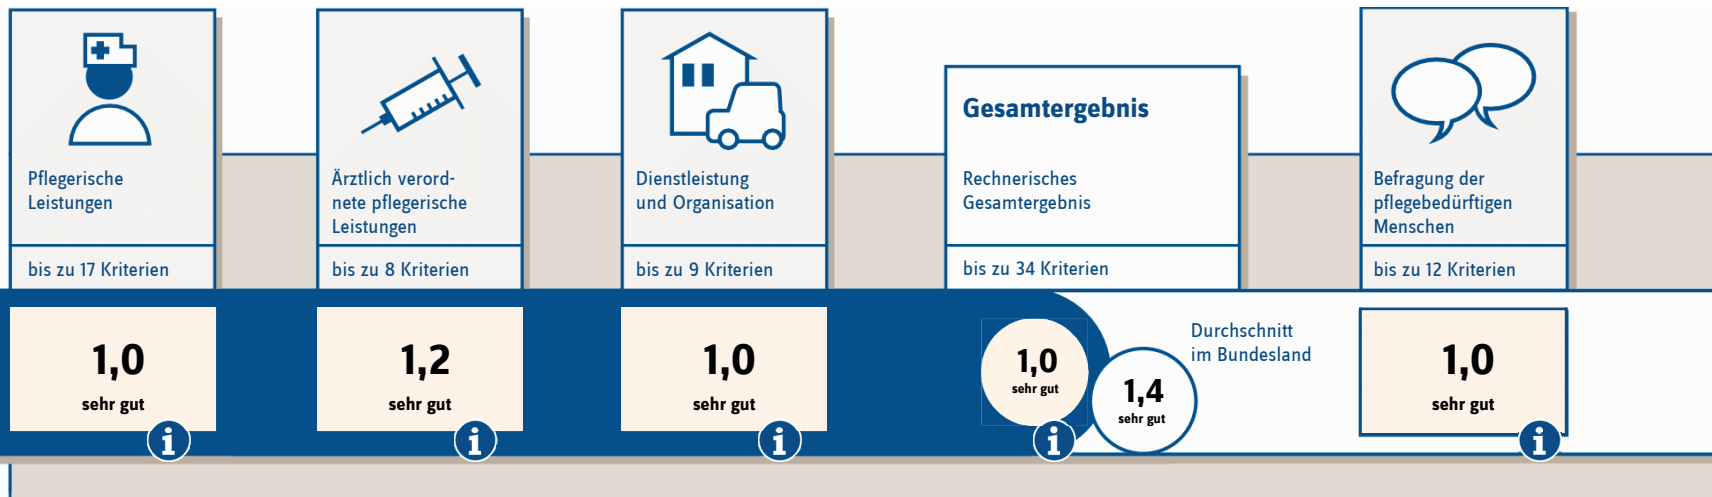 Pflegerische
Leistungen
bis zu 17 Kriterien
1,0
sehr gut
i
Ärztlich verord-
nete pflegerische
Leistungen
bis zu 8 Kriterien
1,2
sehr gut
i
Dienstleistung
und Organisation
bis zu 9 Kriterien
1,0
sehr gut
i
Gesamtergebnis
Rechnerisches
Gesamtergebnis
bis zu 34 Kriterien
1,0
sehr gut
i
Durchschnitt
im Bundesland
1,4
sehr gut
Befragung der
pflegebedürftigen
Menschen
bis zu 12 Kriterien
1,0
sehr gut
i